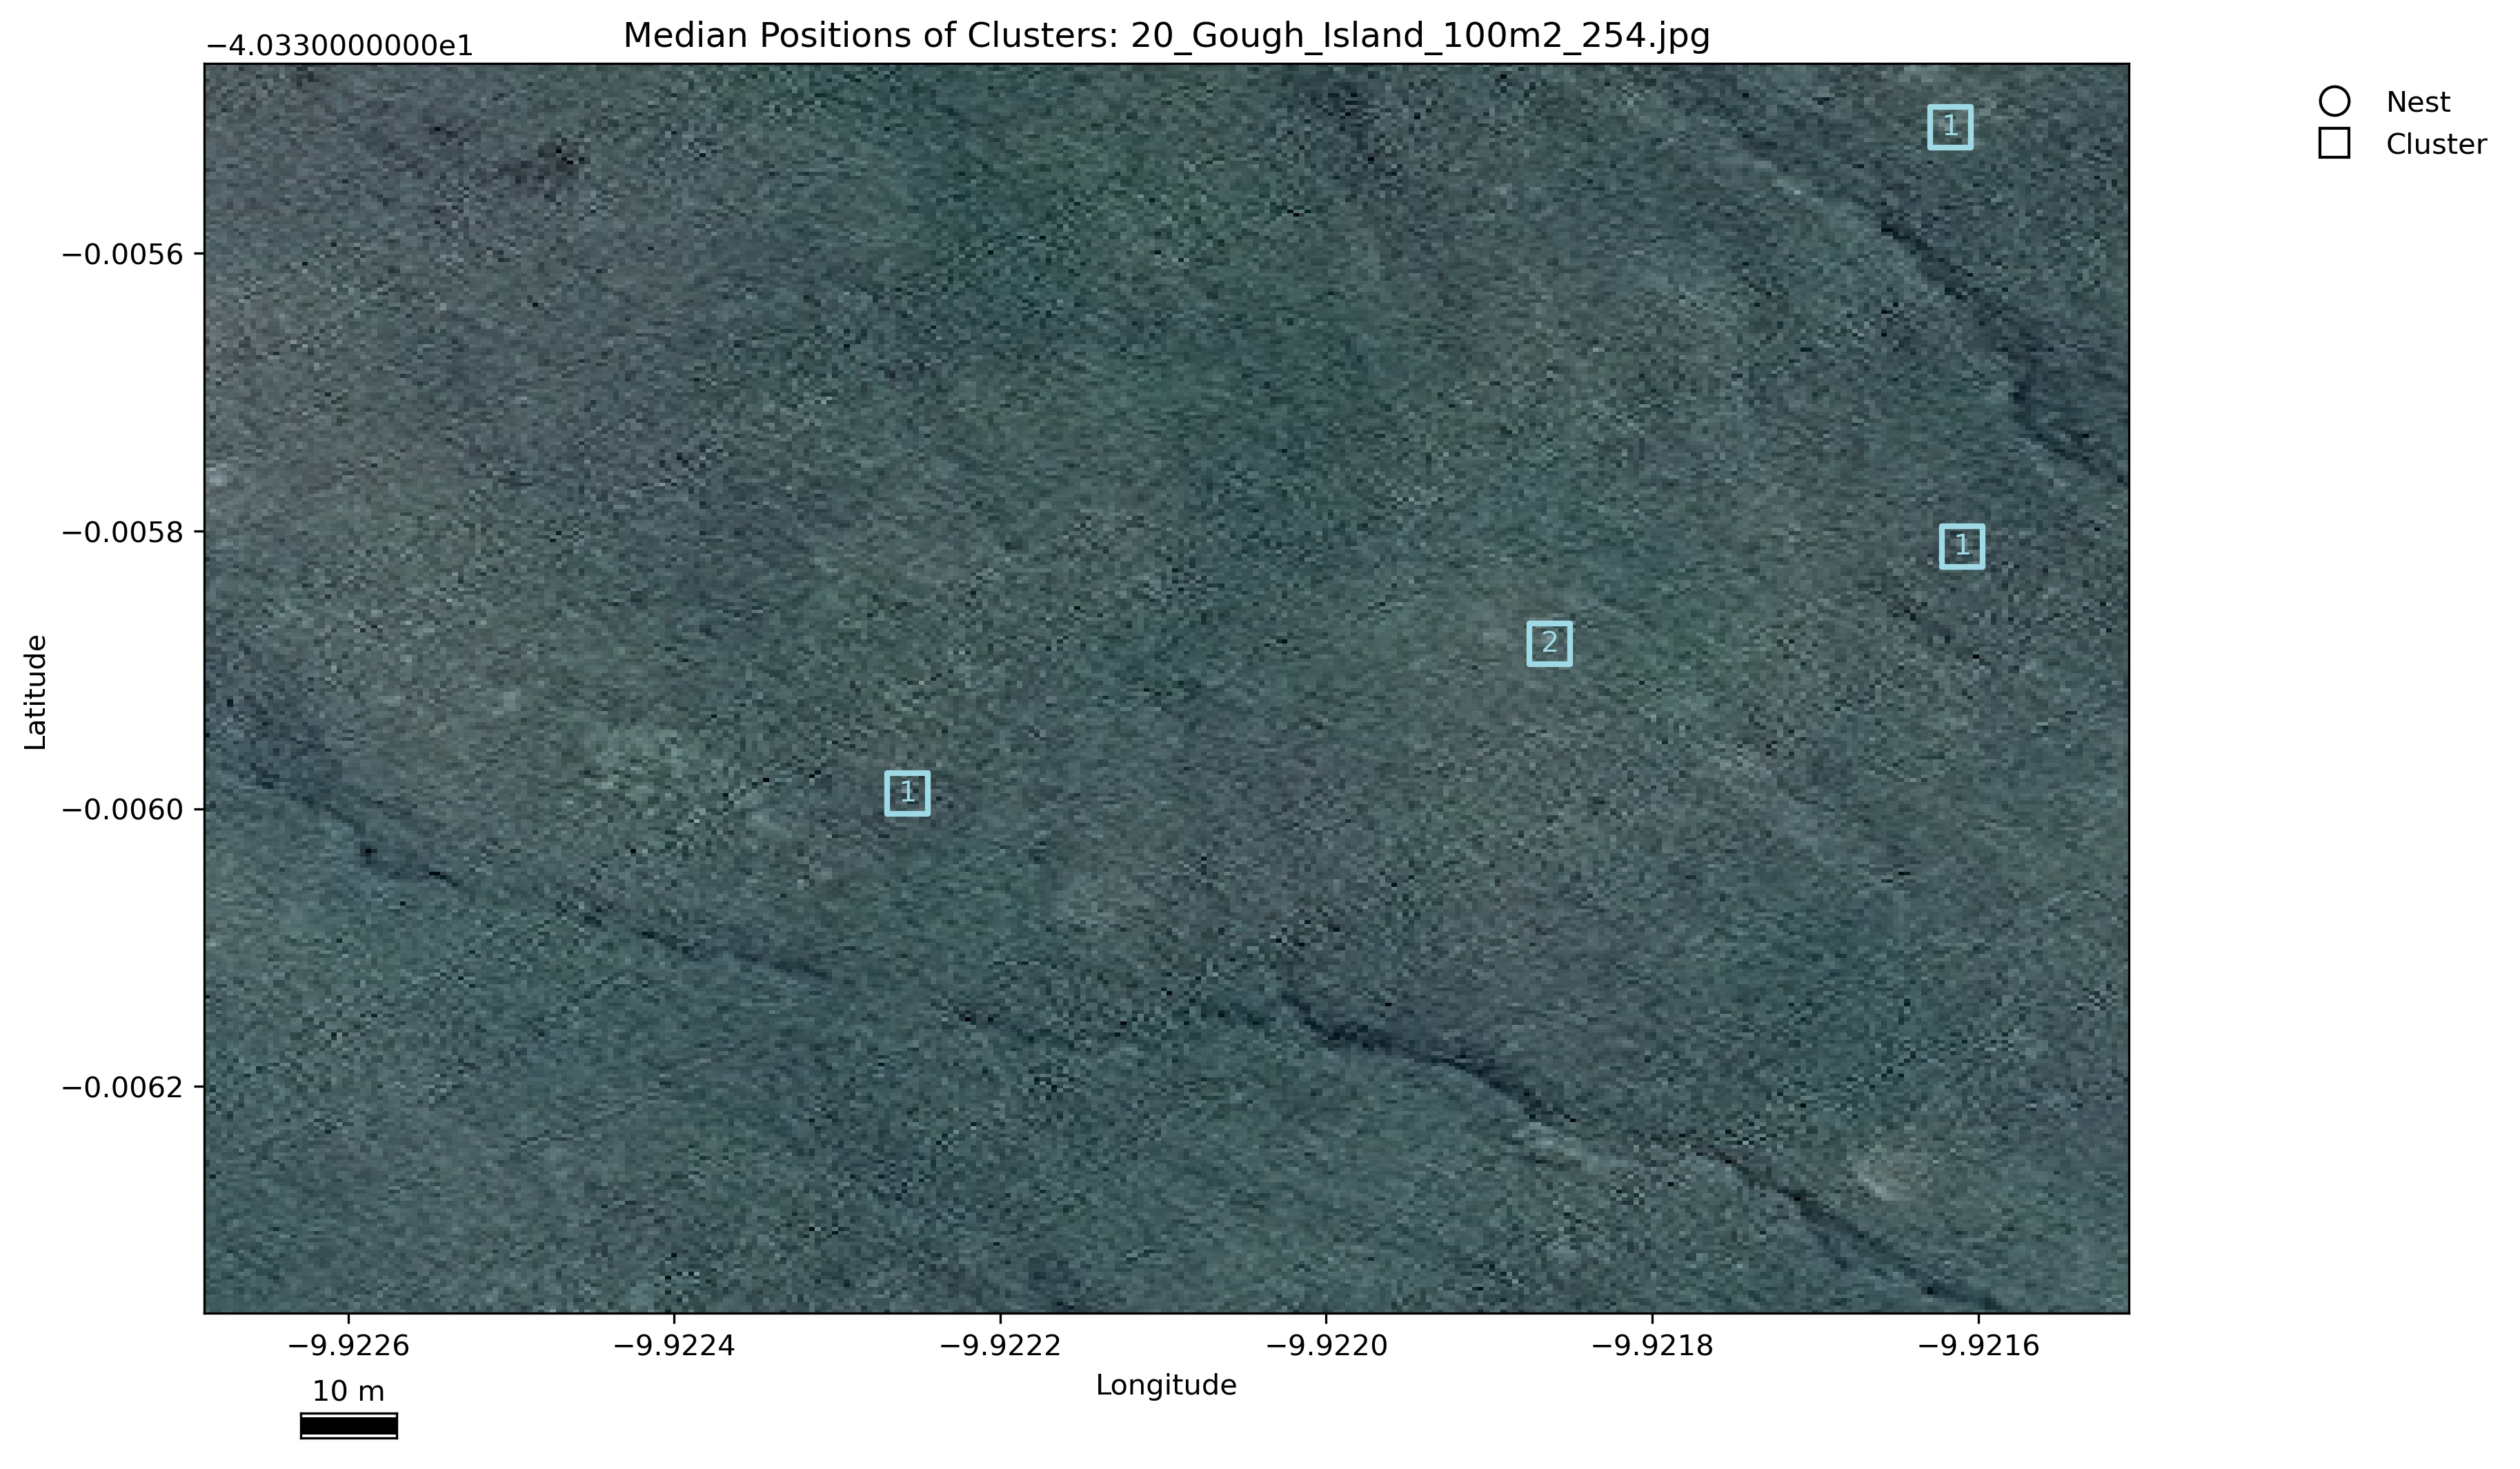 Median Positions of Clusters: 20_Gough_Island_100m2_254.jpg
−4.0330000000e1
Nest
Cluster
1
−0.0056
−0.0058
1
2
Latitude
1
−0.0060
−0.0062
−9.9226 −9.9224 −9.9222 −9.9220 −9.9218 −9.9216
Longitude
10 m